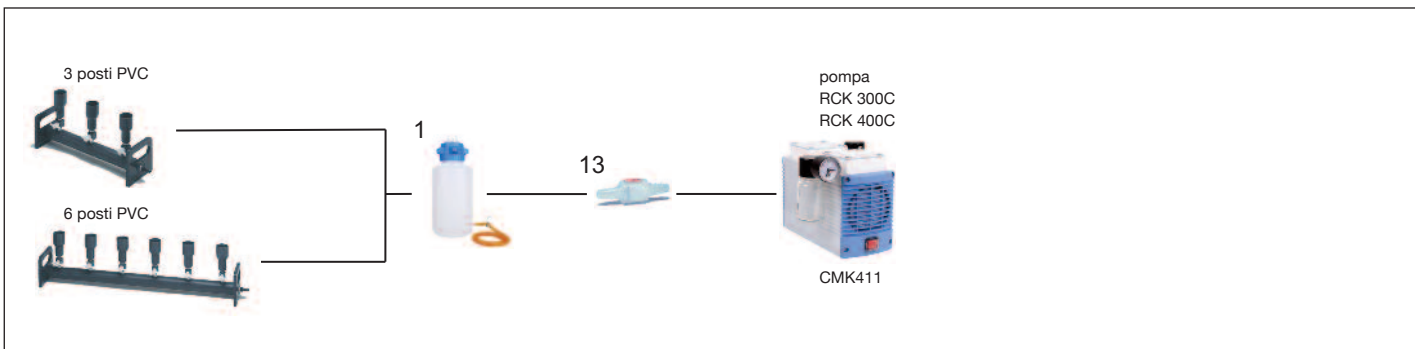 3 posti PVC
6 posti PVC
1
13
pompa
RCK 300C
RCK 400C
CMK411